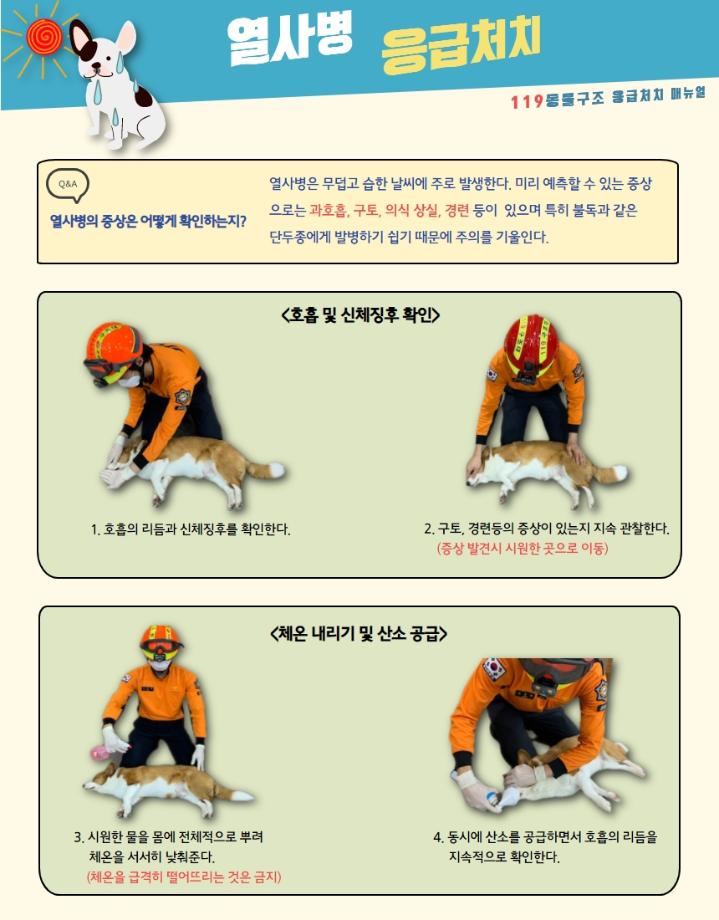 열사병 응급처치
119동물구조 응급처치 매뉴얼
Q&A
열사병의 증상은 어떻게 확인하는지?
열사병은 무덥고 습한 날씨에 주로 발생한다. 미리 예측할 수 있는 증상
으로는 과호흡, 구토, 의식 상실, 경련 등이 있으며 특히 불독과 같은
단두종에게 발병하기 쉽기 때문에 주의를 기울인다.
<호흡 및 신체징후 확인>
1. 호흡의 리듬과 신체징후를 확인한다.
2. 구토, 경련등의 증상이 있는지 지속 관찰한다.
(증상 발견시 시원한 곳으로 이동)
<체온 내리기 및 산소 공급>
3. 시원한 물을 몸에 전체적으로 뿌려
체온을 서서히 낮춰준다.
(체온을 급격히 떨어뜨리는 것은 금지)
4. 동시에 산소를 공급하면서 호흡의 리듬을
지속적으로 확인한다.